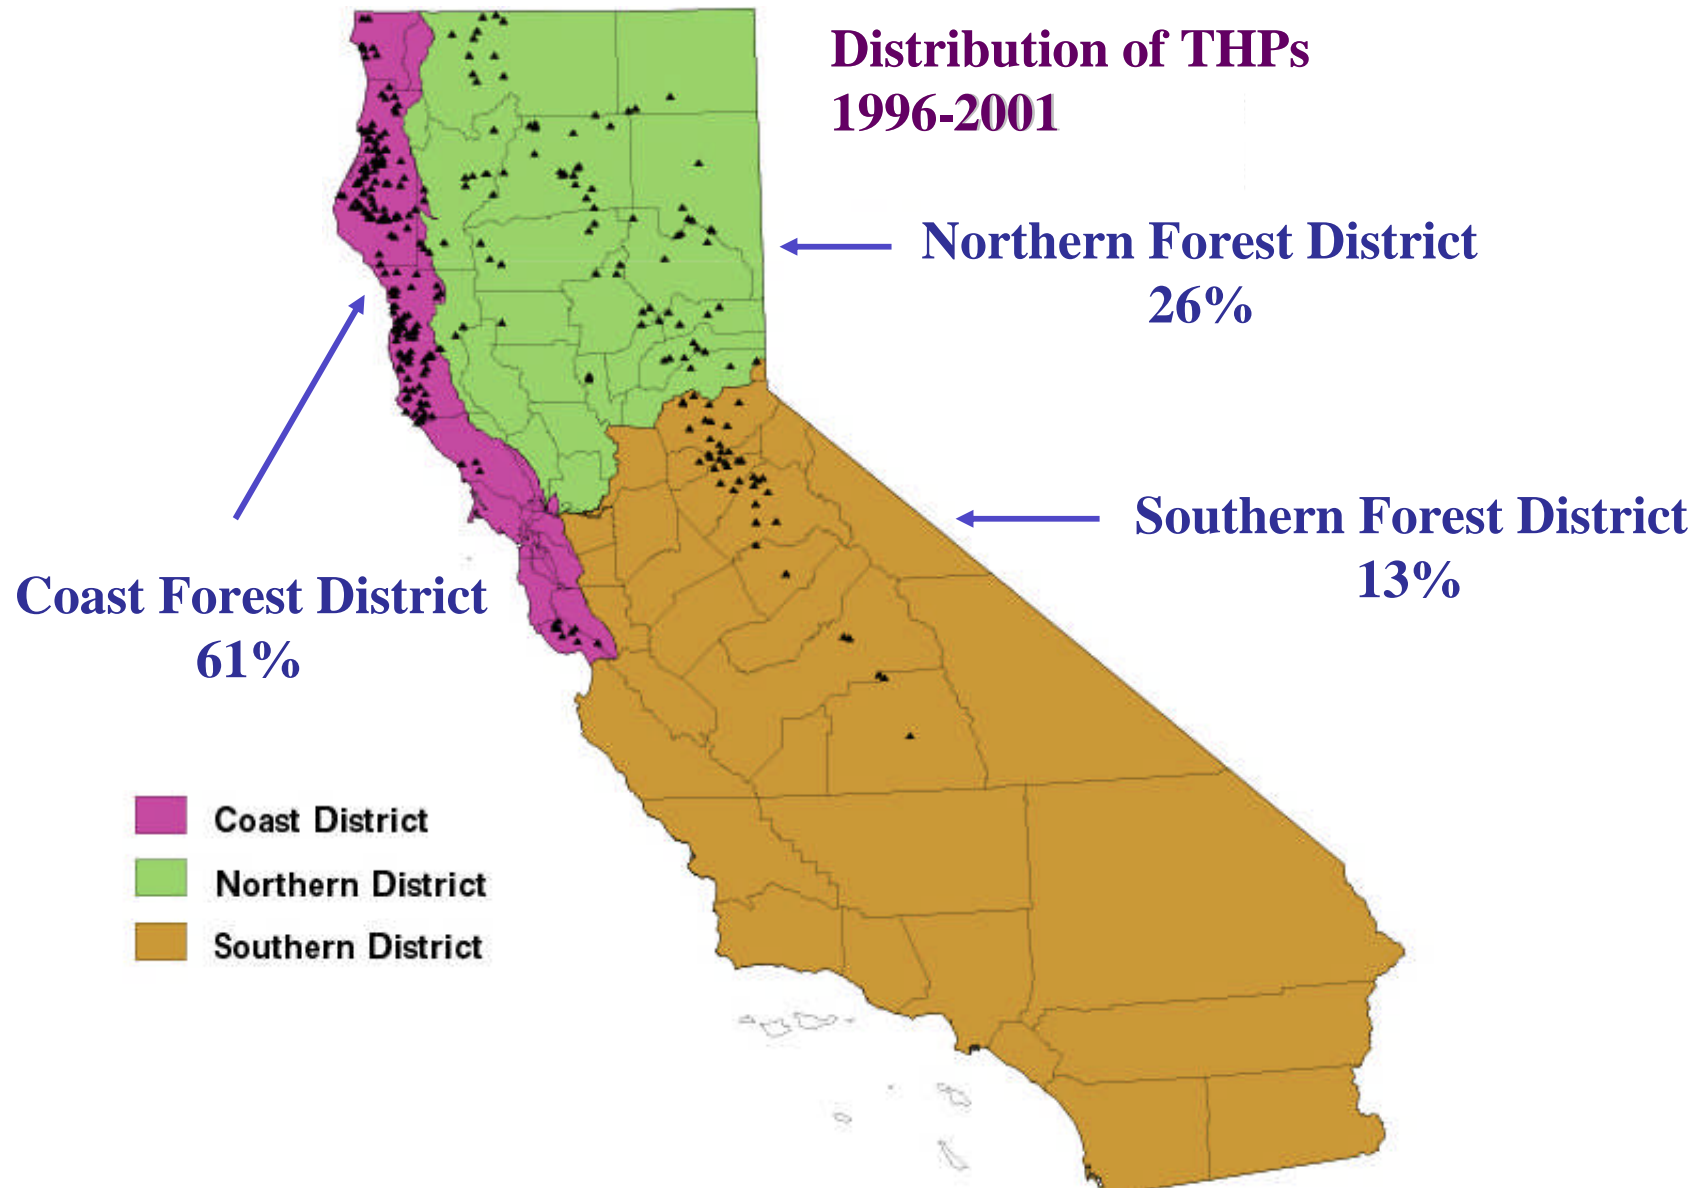 Distribution of THPs
1996-2001
Northern Forest District
26%
Southern Forest District
13%
Coast Forest District
61%
Coast District
Northern District
Southern District